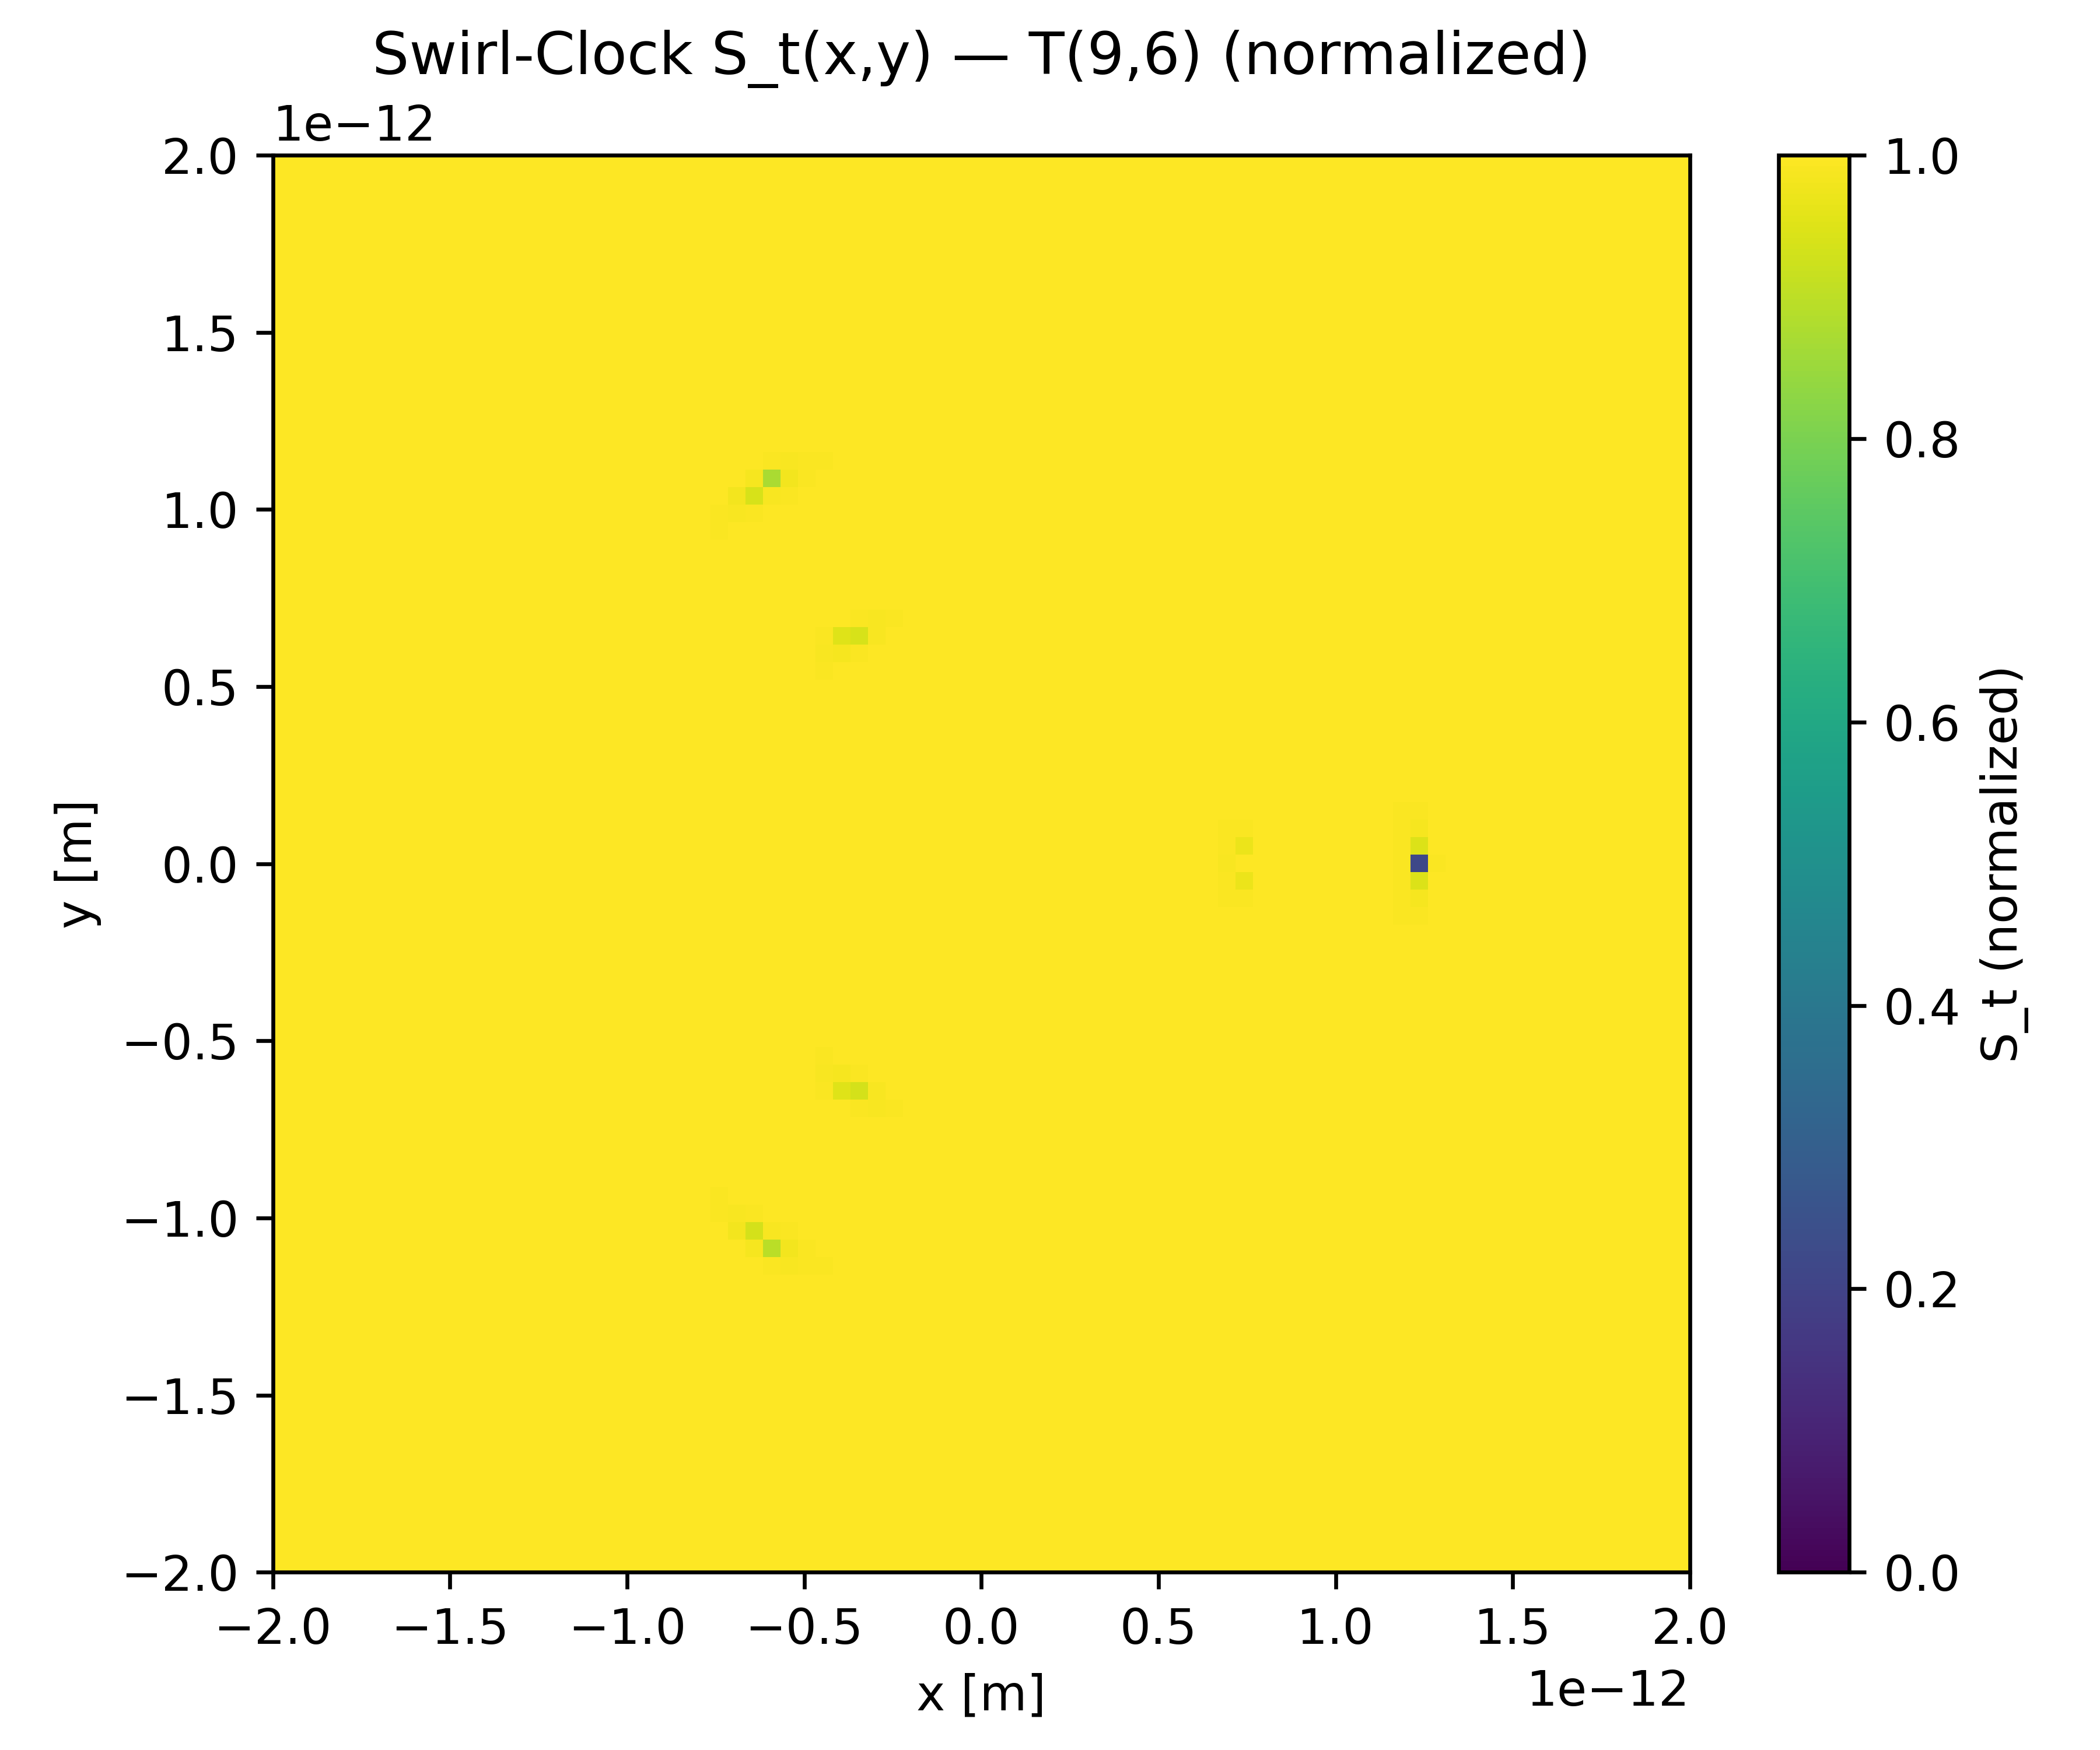 Swirl-Clock S_t(x,y) — T(9,6) (normalized)
1e−12
2.0
1.5
1.0
0.5
0.0
−0.5
−1.0
−1.5
−2.0
y [m]
−2.0 −1.5 −1.0 −0.5 0.0 0.5 1.0 1.5 2.0
1e−12
x [m]
1.0
0.8
0.6
0.4
0.2
0.0
S_t (normalized)